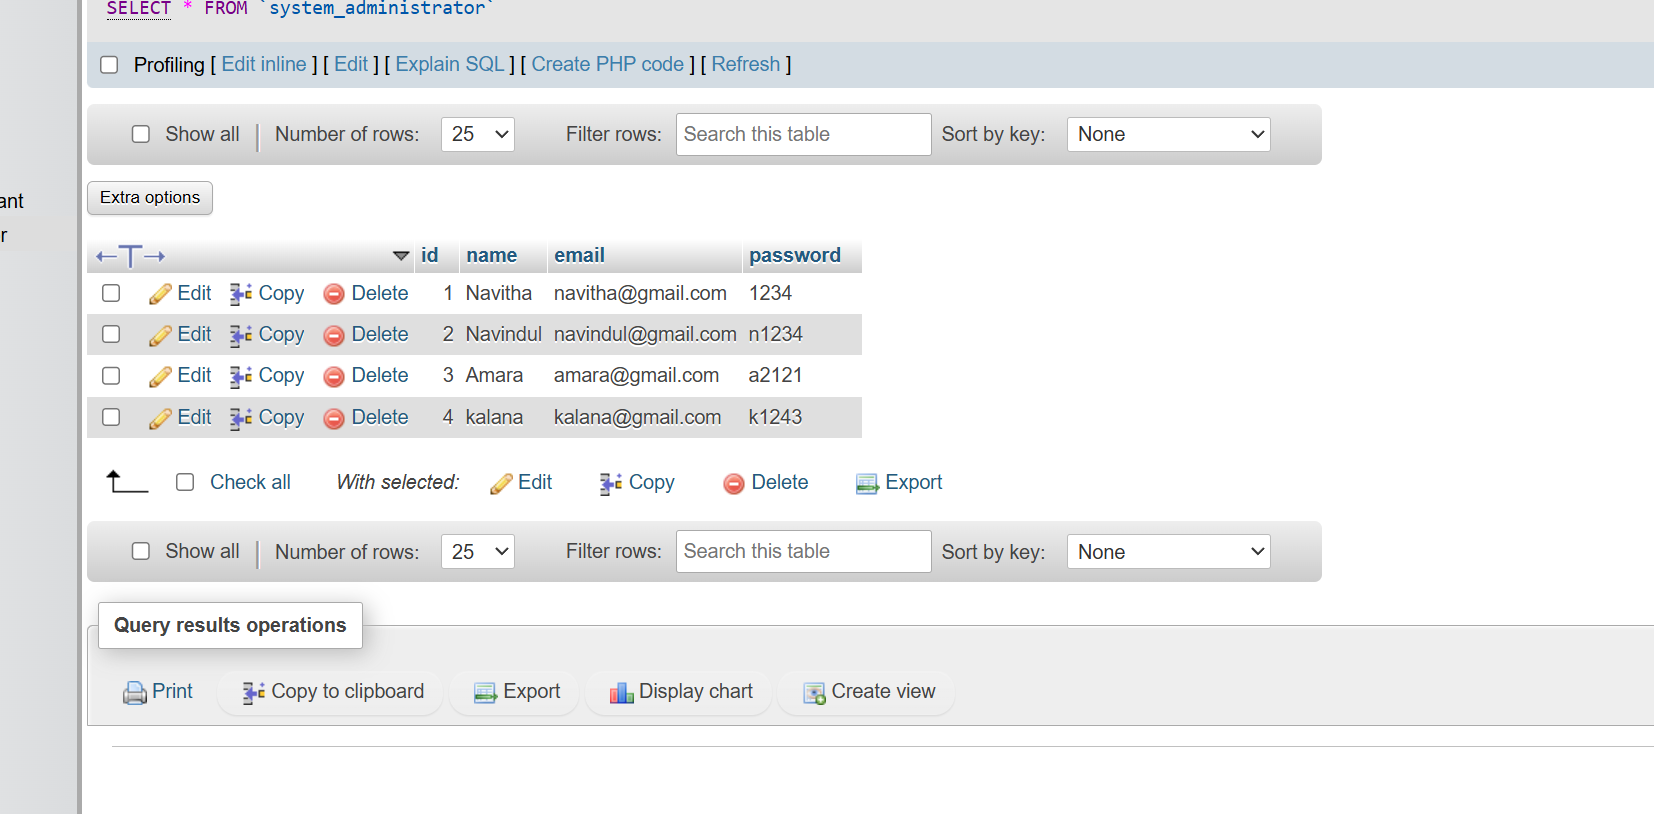 SELECT * FROM `system_administrator`
Profiling [ Edit inline ] [ Edit ] [ Explain SQL ] [ Create PHP code ] [ Refresh ]
Show all | Number of rows: 25 Filter rows: Search this table Sort by key: None
ant
Extra options
r
←T→ id name email password
Edit Copy Delete 1 Navitha navitha@gmail.com 1234
Edit Copy Delete 2 Navindul navindul@gmail.com n1234
Edit Copy Delete 3 Amara amara@gmail.com a2121
Edit Copy Delete 4 kalana kalana@gmail.com k1243
Check all With selected: Edit Copy Delete Export
Show all | Number of rows: 25 Filter rows: Search this table Sort by key: None
Query results operations
Print Copy to clipboard Export Display chart Create view